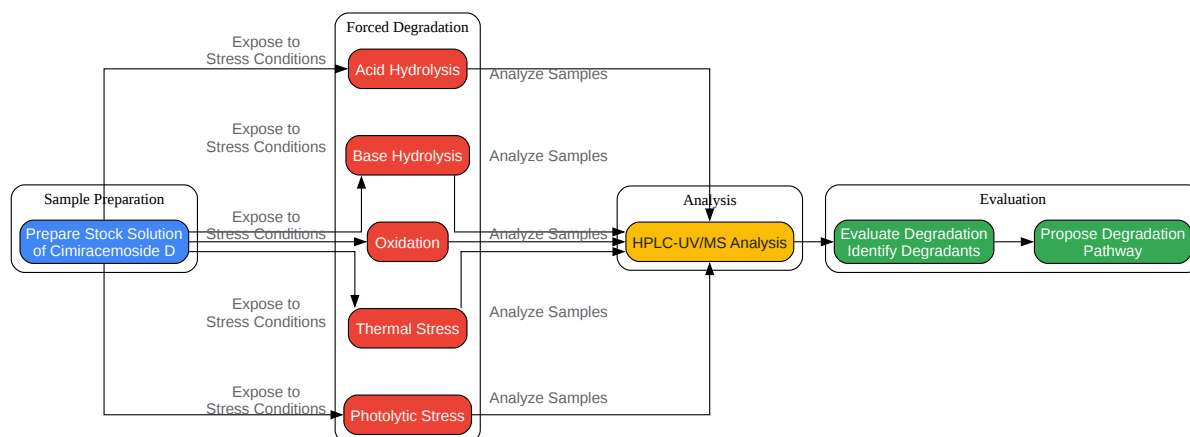 Forced Degradation
Expose to
Stress Conditions
Acid Hydrolysis
Analyze Samples
Expose to
Stress Conditions
Base Hydrolysis
Analyze Samples
Sample Preparation
Prepare Stock Solution
of Cimiracemoside D
Expose to
Stress Conditions
Oxidation
Analyze Samples
Analysis
HPLC-UV/MS Analysis
Evaluation
Evaluate Degradation
Identify Degradants
Propose Degradation
Pathway
Expose to
Stress Conditions
Thermal Stress
Analyze Samples
Expose to
Stress Conditions
Photolytic Stress
Analyze Samples